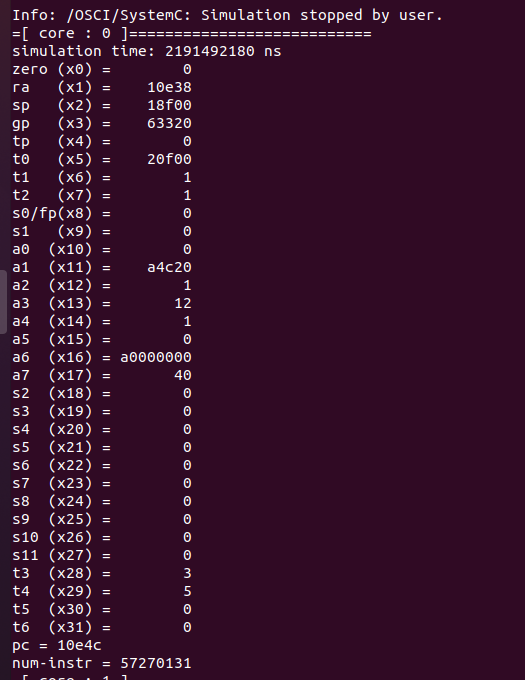 Info: /OSCI/SystemC: Simulation stopped by user.
=[ core : 0 ]===========================
simulation time: 2191492180 ns
zero (x0) =        0
ra   (x1) =    10e38
sp   (x2) =    18f00
gp   (x3) =    63320
tp   (x4) =        0
t0   (x5) =    20f00
t1   (x6) =        1
t2   (x7) =        1
s0/fp(x8) =        0
s1   (x9) =        0
a0  (x10) =        0
a1  (x11) =    a4c20
a2  (x12) =        1
a3  (x13) =       12
a4  (x14) =        1
a5  (x15) =        0
a6  (x16) = a0000000
a7  (x17) =       40
s2  (x18) =        0
s3  (x19) =        0
s4  (x20) =        0
s5  (x21) =        0
s6  (x22) =        0
s7  (x23) =        0
s8  (x24) =        0
s9  (x25) =        0
s10 (x26) =        0
s11 (x27) =        0
t3  (x28) =        3
t4  (x29) =        5
t5  (x30) =        0
t6  (x31) =        0
pc = 10e4c
num-instr = 57270131
[ core : 1 ]